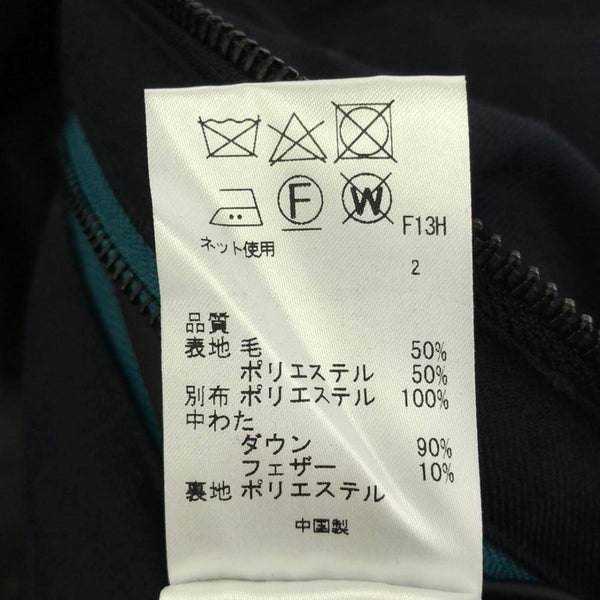 F W F13H
ネット使用
2
品質
表地 毛 50%
ポリエステル 50%
別布 ポリエステル 100%
中わた
ダウン 90%
フェザー 10%
裏地 ポリエステル
中国製